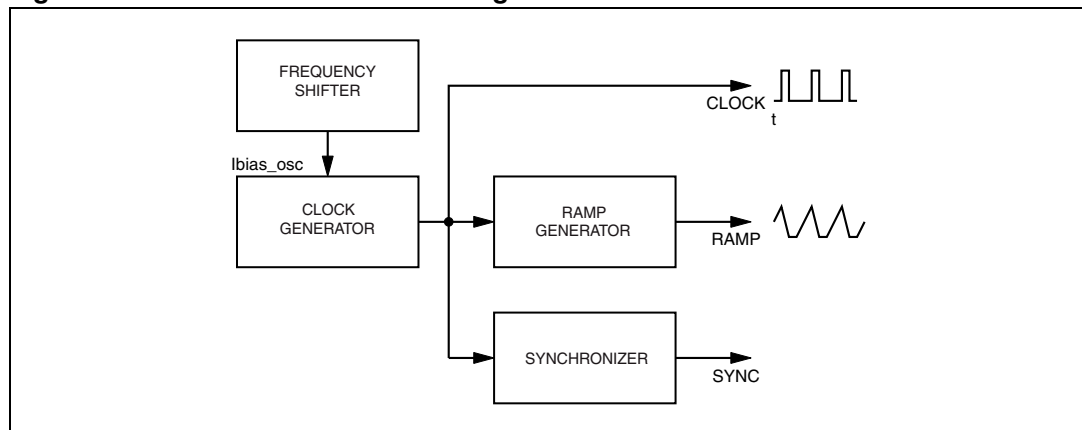 FREQUENCY
SHIFTER
CLOCK
t
Ibias_osc
CLOCK
GENERATOR
RAMP
GENERATOR
RAMP
SYNCHRONIZER
SYNC